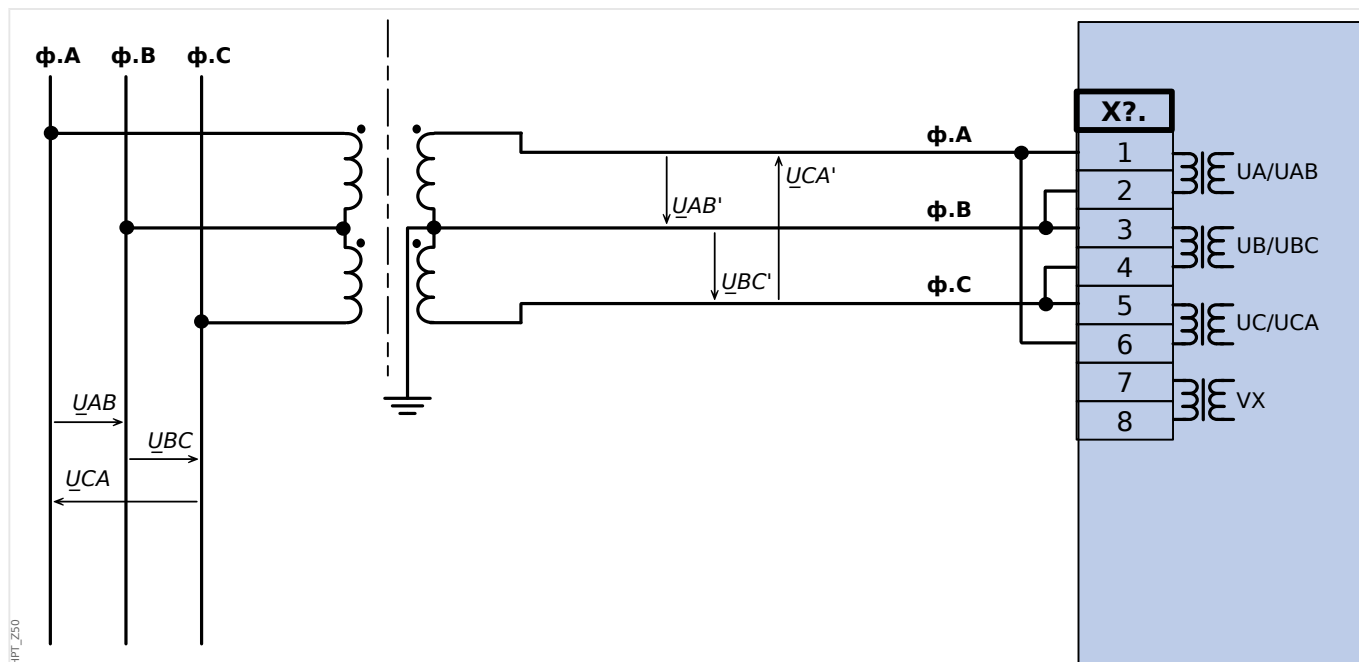 ф.A ф.B ф.C
X?.
ф.A
1
UA/UAB
UCA'
2
UAB'
ф.B
3
UB/UBC
4
UBC'
ф.C
5
UC/UCA
6
7
VX
UAB
8
UBC
UCA